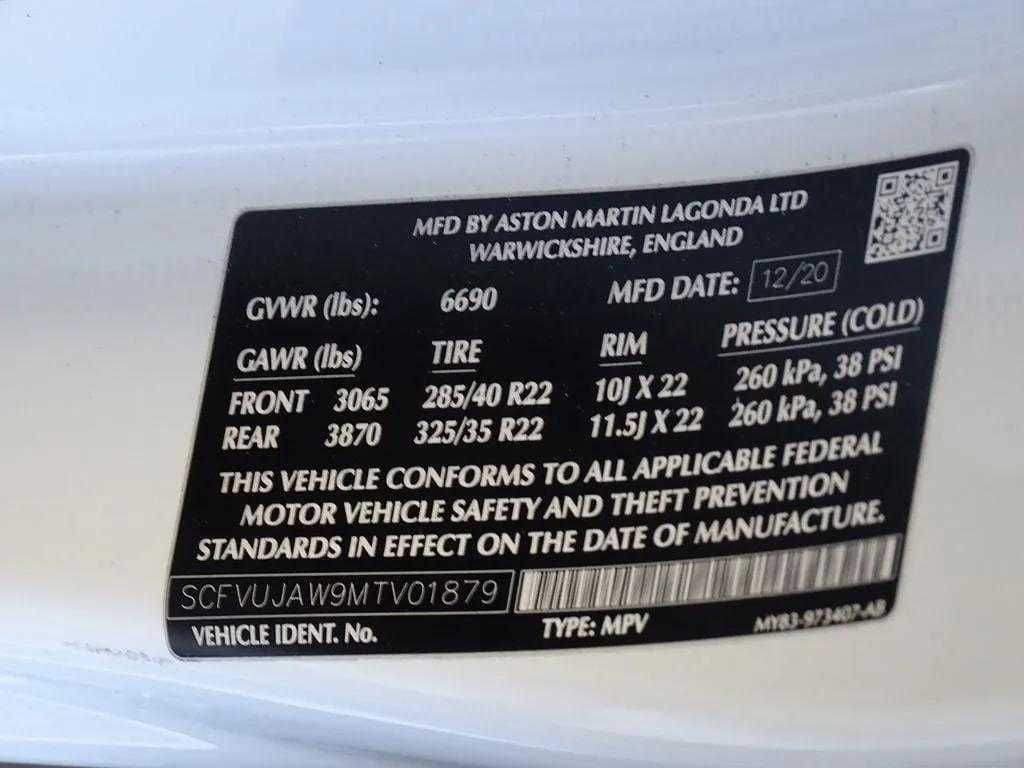 MFD BY ASTON MARTIN LAGONDA LTD
WARWICKSHIRE, ENGLAND
GVWR (lbs): 6690 MFD DATE: 12/20
GAWR (lbs) TIRE RIM PRESSURE (COLD)
FRONT 3065 285/40 R22 10J X 22 260 kPa, 38 PSI
REAR 3870 325/35 R22 11.5J X 22 260 kPa, 38 PSI
THIS VEHICLE CONFORMS TO ALL APPLICABLE FEDERAL
MOTOR VEHICLE SAFETY AND THEFT PREVENTION
STANDARDS IN EFFECT ON THE DATE OF MANUFACTURE.
SCFVUJAW9MTV01879
VEHICLE IDENT. No. TYPE: MPV MY83-973407-AB